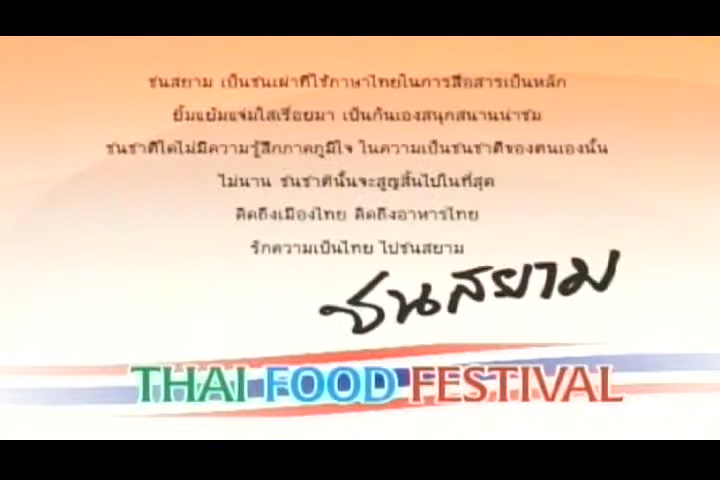 ชนสยาม เป็นชนเผ่าที่ใช้ภาษาไทยในการสื่อสารเป็นหลัก
ยิ้มแย้มแจ่มใสเรื่อยมา เป็นกันเองสนุกสนานน่าชม
ชนชาติใดไม่มีความรู้สึกภาคภูมิใจ ในความเป็นชนชาติของตนเองนั้น
ไม่นาน ชนชาตินั้นจะสูญสิ้นไปในที่สุด
คิดถึงเมืองไทย คิดถึงอาหารไทย
รักความเป็นไทย ไปชนสยาม
ชนสยาม
THAI FOOD FESTIVAL